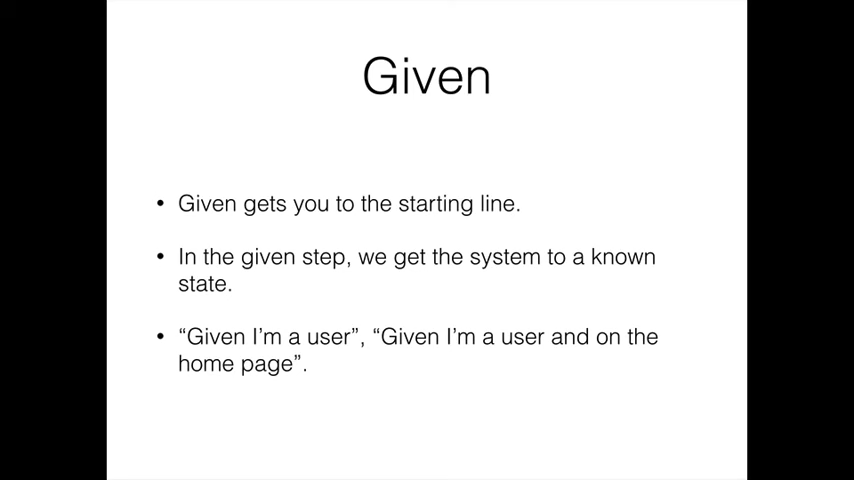 Given
• Given gets you to the starting line.
• In the given step, we get the system to a known
state.
• “Given I’m a user”, “Given I’m a user and on the
home page”.